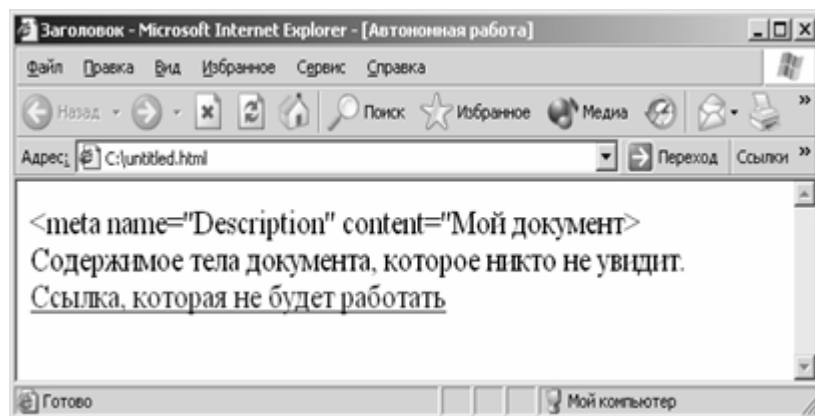 Заголовок - Microsoft Internet Explorer - [Автономная работа]
Файл Правка Вид Избранное Сервис Справка
Назад Поиск Избранное Медиа »
Адрес: C:\untitled.html Переход Ссылки »
<meta name="Description" content="Мой документ>
Содержимое тела документа, которое никто не увидит.
Ссылка, которая не будет работать
Готово Мой компьютер